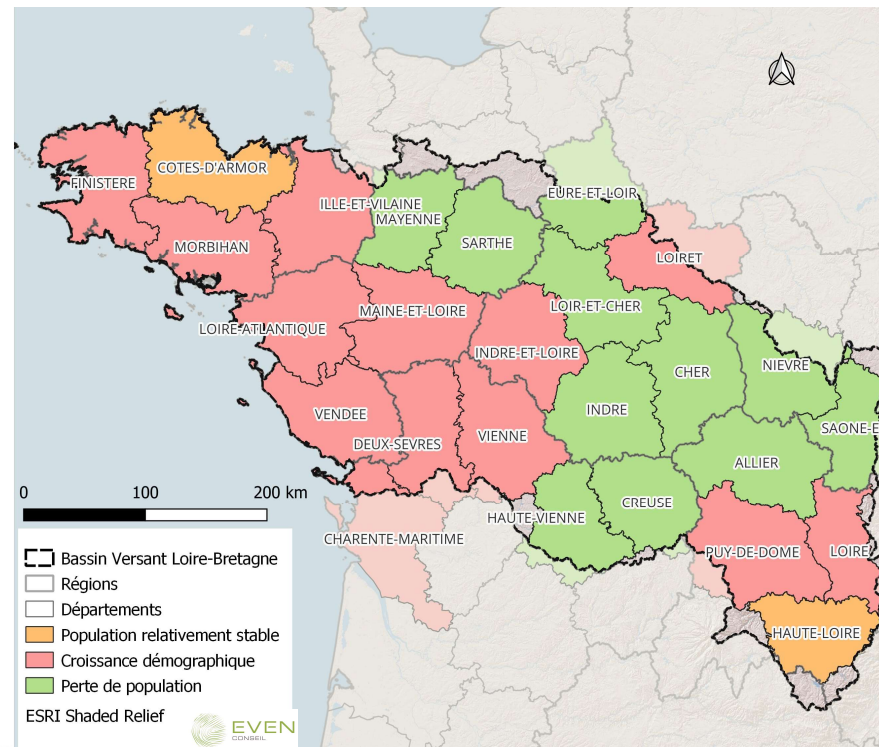 COTES-D'ARMOR
FINISTERE
EURE-ET-LOIR
ILLE-ET-VILAINE
MAYENNE
SARTHE
MORBIHAN
LOIRET
LOIR-ET-CHER
MAINE-ET-LOIRE
LOIRE-ATLANTIQUE
INDRE-ET-LOIRE
NIEVRE
CHER
INDRE
VENDEE
SAONE-E
VIENNE
DEUX-SEVRES
ALLIER
0 100 200 km
CREUSE
HAUTE-VIENNE
CHARENTE-MARITIME
PUY-DE-DOME
LOIRE
HAUTE-LOIRE
Bassin Versant Loire-Bretagne
Régions
Départements
Population relativement stable
Croissance démographique
Perte de population
ESRI Shaded Relief
EVEN
CONSEIL